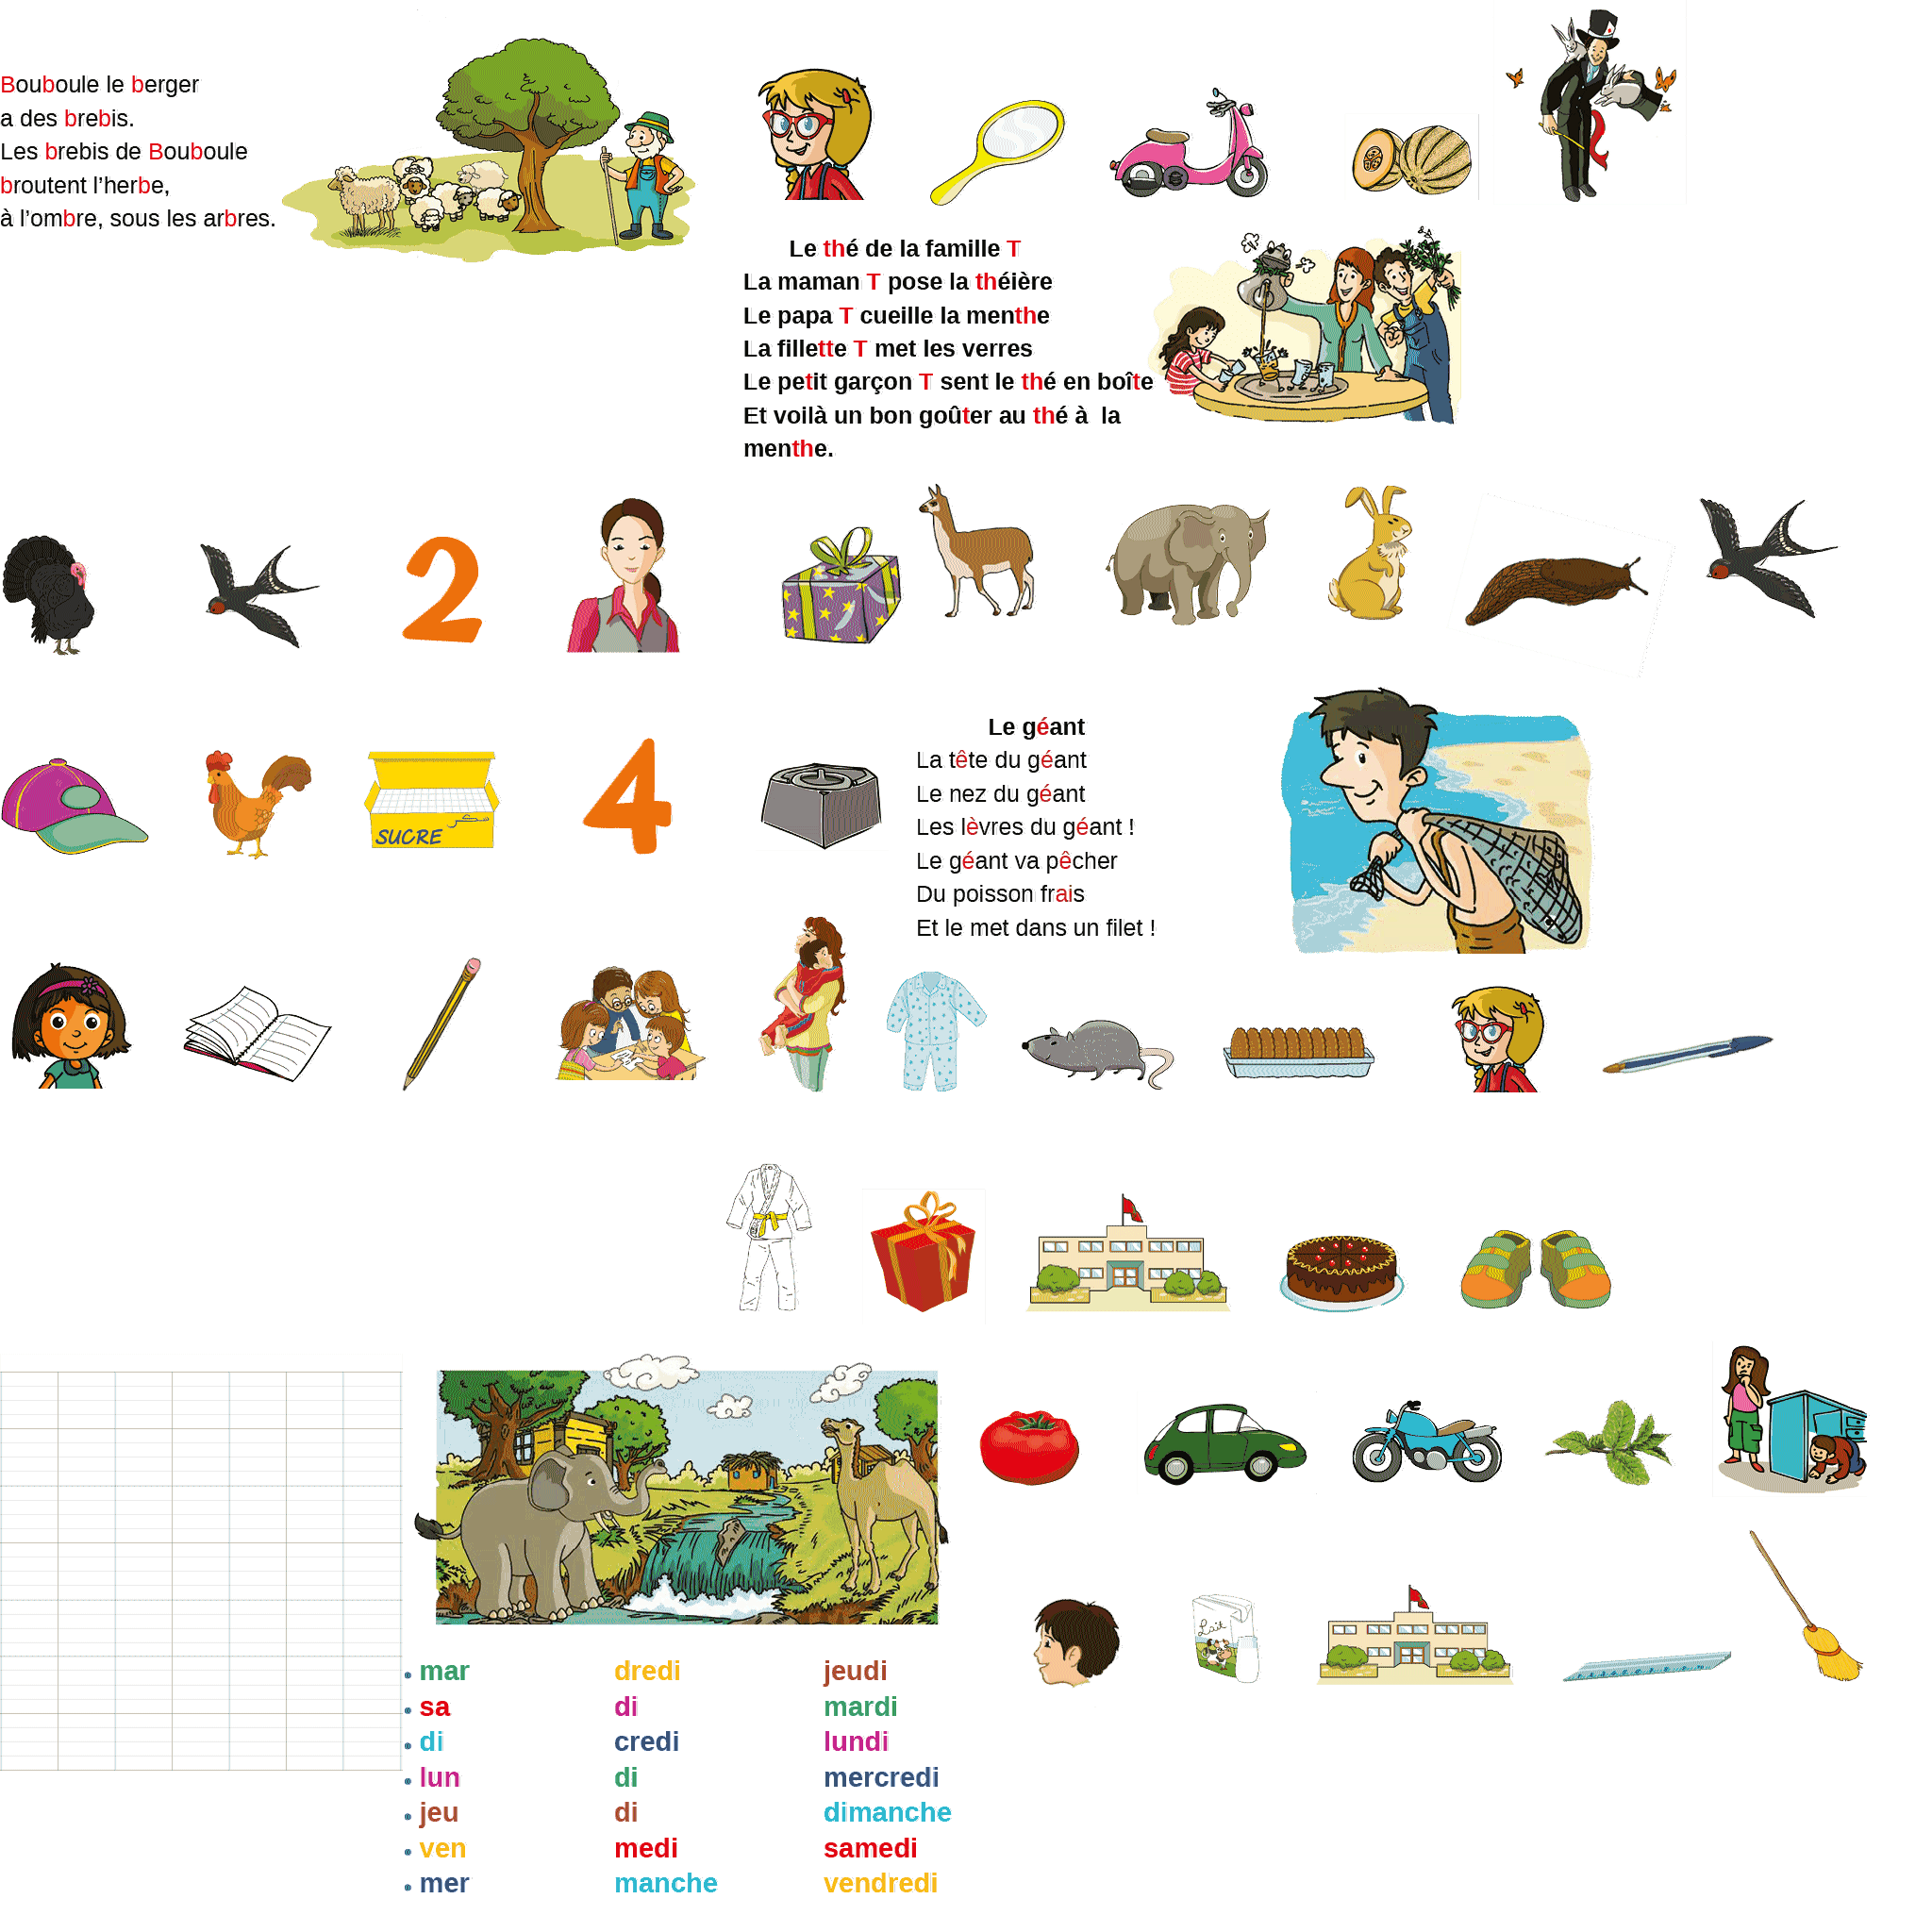 Bouboule le berger
a des brebis.
Les brebis de Bouboule
broutent l’herbe,
à l’ombre, sous les arbres.
Le thé de la famille T
La maman T pose la théière
Le papa T cueille la menthe
La fillette T met les verres
Le petit garçon T sent le thé en boîte
Et voilà un bon goûter au thé à la
menthe.
2
سكر
SUCRE
4
Le géant
La tête du géant
Le nez du géant
Les lèvres du géant !
Le géant va pêcher
Du poisson frais
Et le met dans un filet !
Lait
mar dredi jeudi
sa di mardi
di credi lundi
lun di mercredi
jeu di dimanche
ven medi samedi
mer manche vendredi